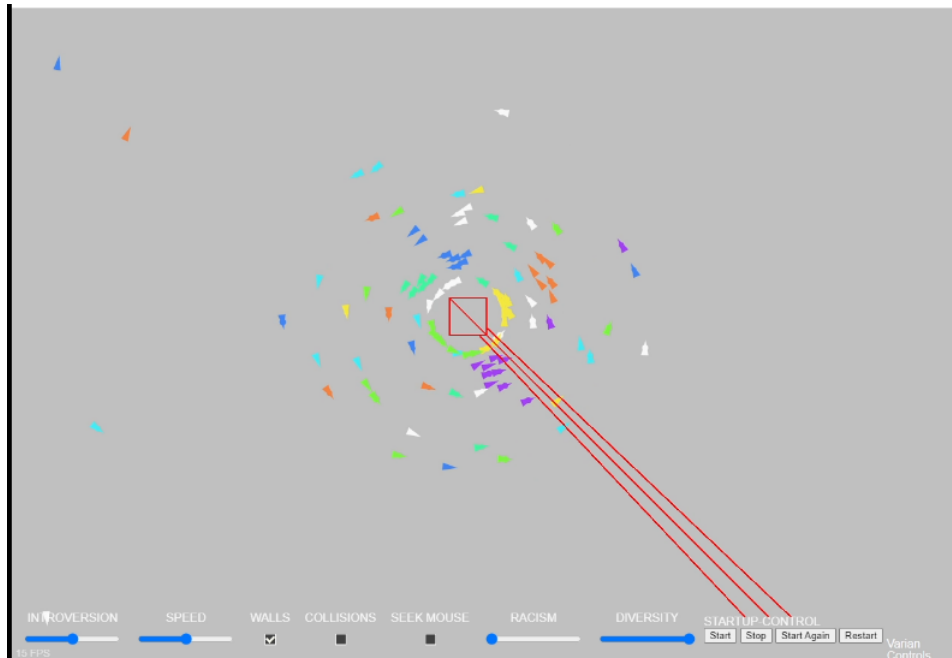 INTROVERSION SPEED WALLS COLLISIONS SEEK MOUSE RACISM DIVERSITY STARTUP CONTROL
Start Stop Start Again Restart
15 FPS
Varian
Controls